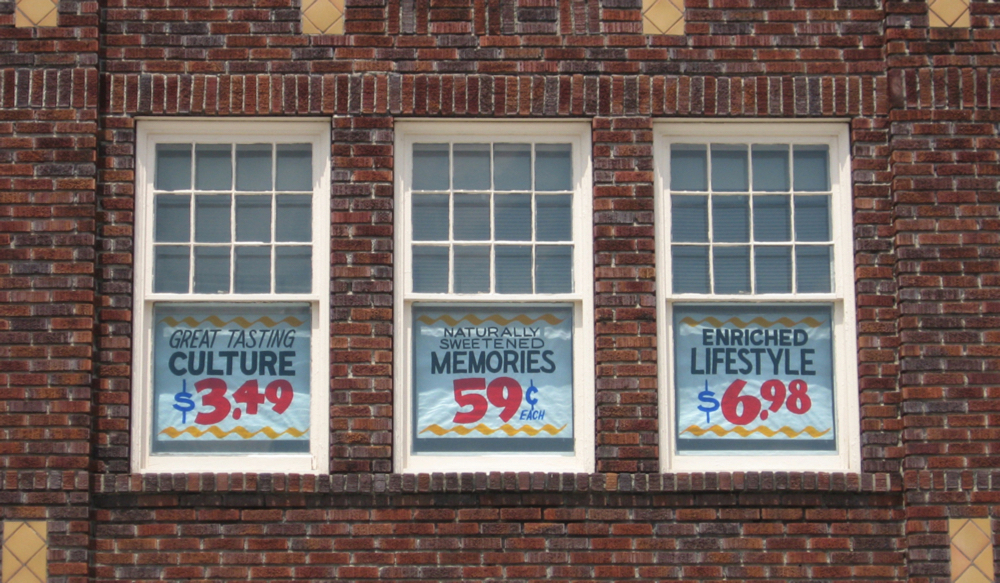 GREAT TASTING
CULTURE
$3.49
NATURALLY
SWEETENED
MEMORIES
59¢
EACH
ENRICHED
LIFESTYLE
$6.98